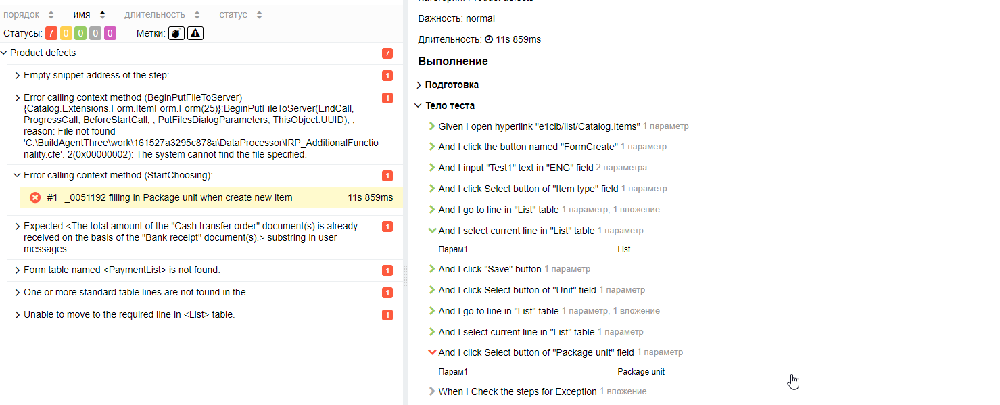 порядок имя длительность статус
Статусы: 7 0 0 0 0 Метки:
Product defects 7
Empty snippet address of the step: 1
Error calling context method (BeginPutFileToServer) 1
{Catalog.Extensions.Form.ItemForm.Form(25)}:BeginPutFileToServer(EndCall,
ProgressCall, BeforeStartCall, , PutFilesDialogParameters, ThisObject.UUID); ,
reason: File not found
'C:\BuildAgentThree\work\161527a3295c878a\DataProcessor\IRP_AdditionalFunctio
nality.cfe'. 2(0x00000002): The system cannot find the file specified.
Error calling context method (StartChoosing): 1
#1 _0051192 filling in Package unit when create new item 11s 859ms
Expected <The total amount of the "Cash transfer order" document(s) is already 1
received on the basis of the "Bank receipt" document(s).> substring in user
messages
Form table named <PaymentList> is not found. 1
One or more standard table lines are not found in the 1
Unable to move to the required line in <List> table. 1
Важность: normal
Длительность: 11s 859ms
Выполнение
Подготовка
Тело теста
Given I open hyperlink "e1cib/list/Catalog.Items" 1 параметр
And I click the button named "FormCreate" 1 параметр
And I input "Test1" text in "ENG" field 2 параметра
And I click Select button of "Item type" field 1 параметр
And I go to line in "List" table 1 параметр, 1 вложение
And I select current line in "List" table 1 параметр
Парам1 List
And I click "Save" button 1 параметр
And I click Select button of "Unit" field 1 параметр
And I go to line in "List" table 1 параметр, 1 вложение
And I select current line in "List" table 1 параметр
And I click Select button of "Package unit" field 1 параметр
Парам1 Package unit
When I Check the steps for Exception 1 вложение